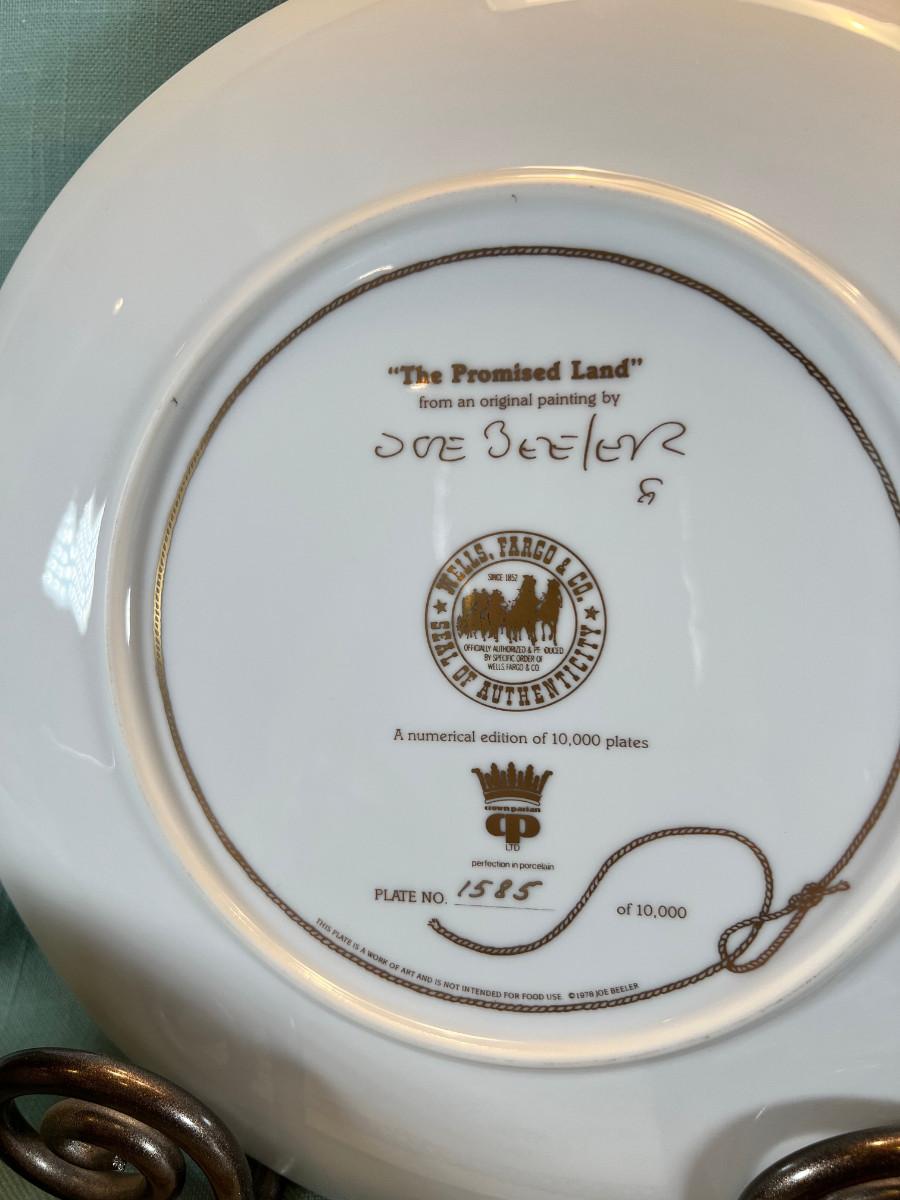 “The Promised Land”
from an original painting by
JOE BEELER
WELLS, FARGO & CO.
SINCE 1852
OFFICIALLY AUTHORIZED & PR ODUCED
BY SPECIFIC ORDER OF
WELLS FARGO & CO.
SEAL OF AUTHENTICITY
A numerical edition of 10,000 plates
crown parian
LTD
perfection in porcelain
PLATE NO. 1585 of 10,000
THIS PLATE IS A WORK OF ART AND IS NOT INTENDED FOR FOOD USE. ©1978 JOE BEELER